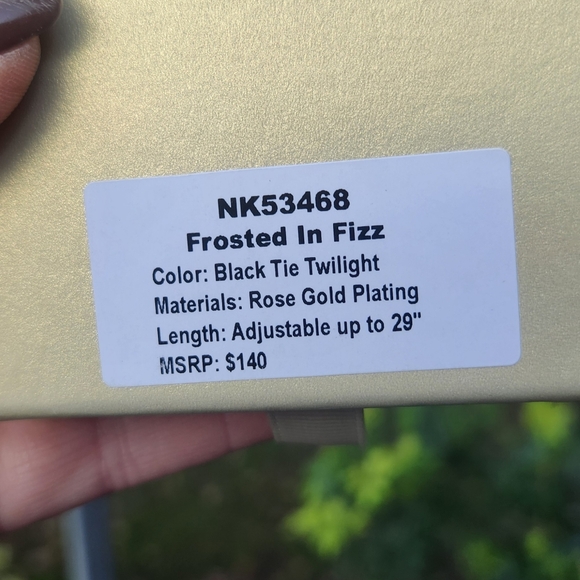 NK53468
Frosted In Fizz
Color: Black Tie Twilight
Materials: Rose Gold Plating
Length: Adjustable up to 29"
MSRP: $140